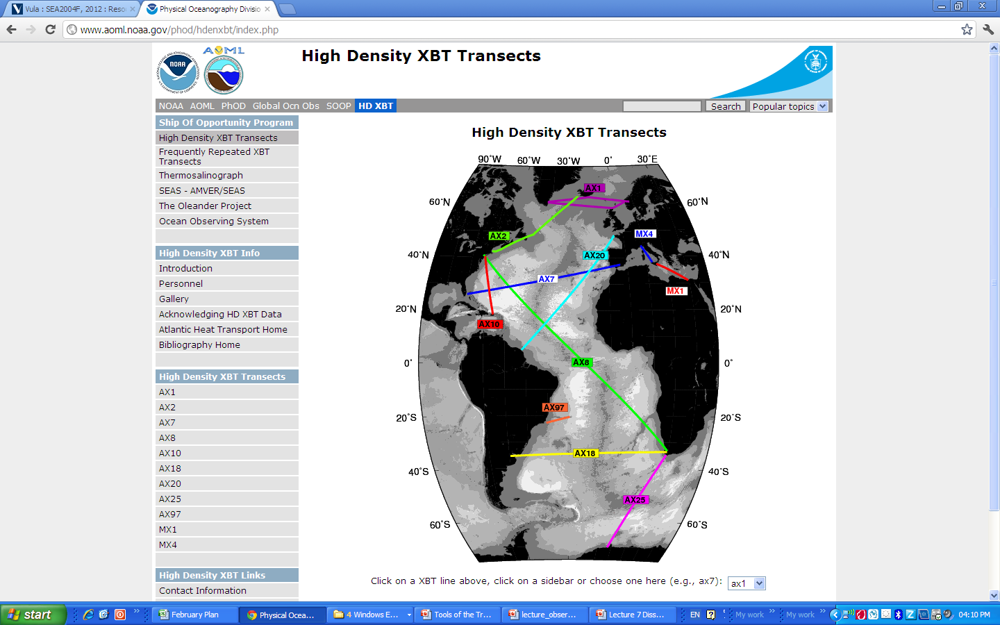 Vula : SEA2004F, 2012 : Reso
Physical Oceanography Divisio
www.aoml.noaa.gov/phod/hdenxbt/index.php
NOAA
AOML
High Density XBT Transects
NOAA AOML PhOD Global Ocn Obs SOOP HD XBT
Search
Popular topics
Ship Of Opportunity Program
High Density XBT Transects
Frequently Repeated XBT
Transects
Thermosalinograph
SEAS - AMVER/SEAS
The Oleander Project
Ocean Observing System
High Density XBT Info
Introduction
Personnel
Gallery
Acknowledging HD XBT Data
Atlantic Heat Transport Home
Bibliography Home
High Density XBT Transects
AX1
AX2
AX7
AX8
AX10
AX18
AX20
AX25
AX97
MX1
MX4
High Density XBT Links
Contact Information
High Density XBT Transects
90°W 60°W 30°W 0° 30°E
AX1
60°N 60°N
AX2
MX4
40°N AX20 40°N
AX7
MX1
20°N 20°N
AX10
0° AX8 0°
AX97
20°S 20°S
AX18
40°S 40°S
AX25
60°S 60°S
Click on a XBT line above, click on a sidebar or choose one here (e.g., ax7): ax1
start
February Plan
Physical Ocea...
4 Windows E...
Tools of the Tr...
lecture_obser...
Lecture 7 Diss...
EN
My work
My work
04:10 PM